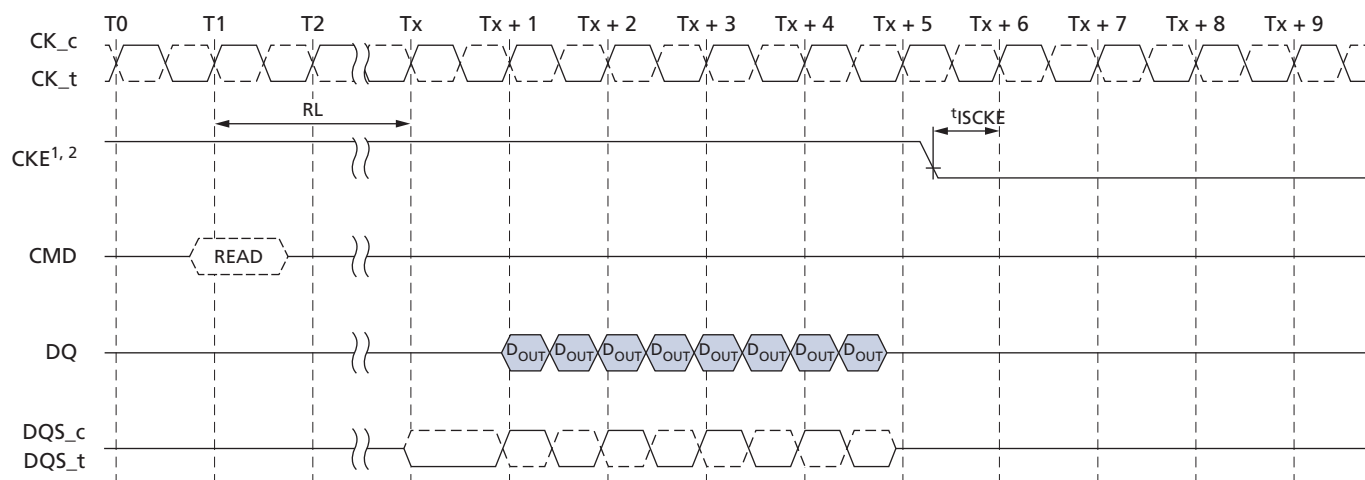 T0 T1 T2 Tx Tx + 1 Tx + 2 Tx + 3 Tx + 4 Tx + 5 Tx + 6 Tx + 7 Tx + 8 Tx + 9
CK_c
CK_t
RL
tISCKE
CKE1, 2
CMD READ
DQ DOUT DOUT DOUT DOUT DOUT DOUT DOUT DOUT
DQS_c
DQS_t